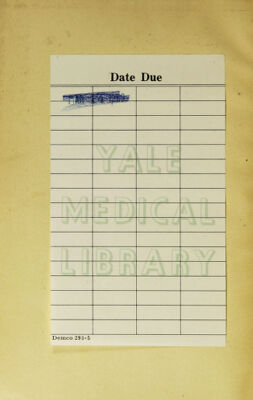 Date Due
YALE
MEDICAL
LIBRARY
Demco 293-5